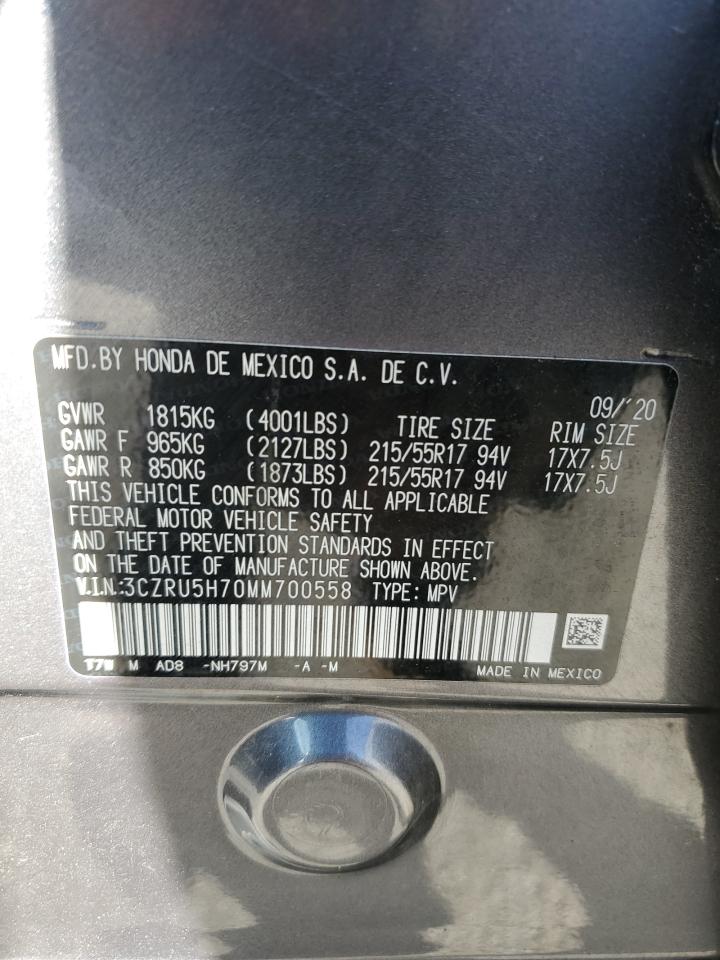 MFD.BY HONDA DE MEXICO S.A. DE C.V.
09/'20
GVWR 1815KG (4001LBS) TIRE SIZE RIM SIZE
GAWR F 965KG (2127LBS) 215/55R17 94V 17X7.5J
GAWR R 850KG (1873LBS) 215/55R17 94V 17X7.5J
THIS VEHICLE CONFORMS TO ALL APPLICABLE
FEDERAL MOTOR VEHICLE SAFETY
AND THEFT PREVENTION STANDARDS IN EFFECT
ON THE DATE OF MANUFACTURE SHOWN ABOVE.
V.I.N.:3CZRU5H70MM700558 TYPE: MPV
T7W M AD8 -NH797M -A -M MADE IN MEXICO